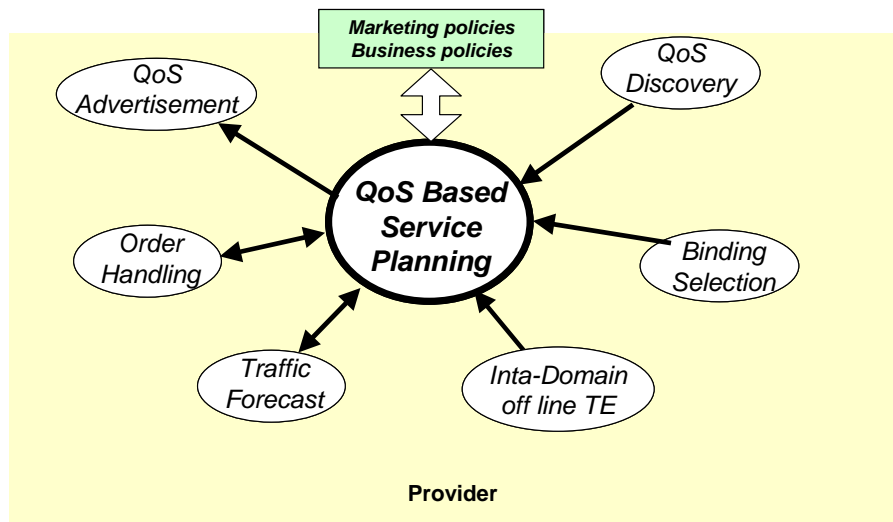 Marketing policies
Business policies
QoS
Advertisement
QoS
Discovery
QoS Based
Service
Planning
Order
Handling
Binding
Selection
Traffic
Forecast
Inta-Domain
off line TE
Provider